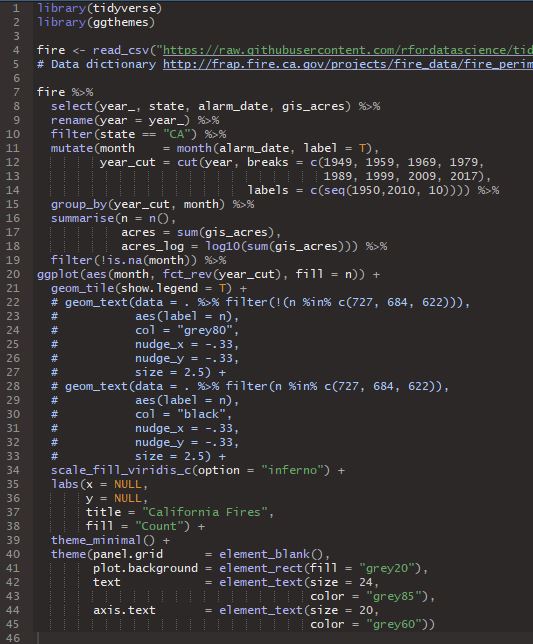 1 library(tidyverse)
2 library(ggthemes)
3
4 fire <- read_csv("https://raw.githubusercontent.com/rfordatascience/tid
5 # Data dictionary http://frap.fire.ca.gov/projects/fire_data/fire_perim
6
7 fire %>%
8   select(year_, state, alarm_date, gis_acres) %>%
9   rename(year = year_) %>%
10   filter(state == "CA") %>%
11   mutate(month    = month(alarm_date, label = T),
12          year_cut = cut(year, breaks = c(1949, 1959, 1969, 1979,
13                                          1989, 1999, 2009, 2017),
14                               labels = c(seq(1950,2010, 10)))) %>%
15   group_by(year_cut, month) %>%
16   summarise(n = n(),
17             acres = sum(gis_acres),
18             acres_log = log10(sum(gis_acres))) %>%
19   filter(!is.na(month)) %>%
20 ggplot(aes(month, fct_rev(year_cut), fill = n)) +
21   geom_tile(show.legend = T) +
22   # geom_text(data = . %>% filter(!(n %in% c(727, 684, 622))),
23   #           aes(label = n),
24   #           col = "grey80",
25   #           nudge_x = -.33,
26   #           nudge_y = -.33,
27   #           size = 2.5) +
28   # geom_text(data = . %>% filter(n %in% c(727, 684, 622)),
29   #           aes(label = n),
30   #           col = "black",
31   #           nudge_x = -.33,
32   #           nudge_y = -.33,
33   #           size = 2.5) +
34   scale_fill_viridis_c(option = "inferno") +
35   labs(x = NULL,
36        y = NULL,
37        title = "California Fires",
38        fill = "Count") +
39   theme_minimal() +
40   theme(panel.grid      = element_blank(),
41         plot.background = element_rect(fill = "grey20"),
42         text            = element_text(size = 24,
43                                        color = "grey85"),
44         axis.text       = element_text(size = 20,
45                                        color = "grey60"))
46